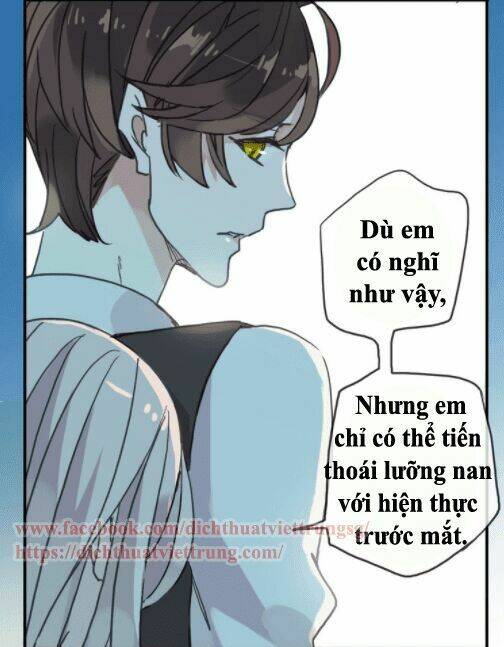 Dù em
có nghĩ
như vậy,
Nhưng em
chỉ có thể tiến
thoái lưỡng nan
với hiện thực
trước mắt.
www.facebook.com/dichthuatviettrungsg/
https://dichthuatviettrung.com/